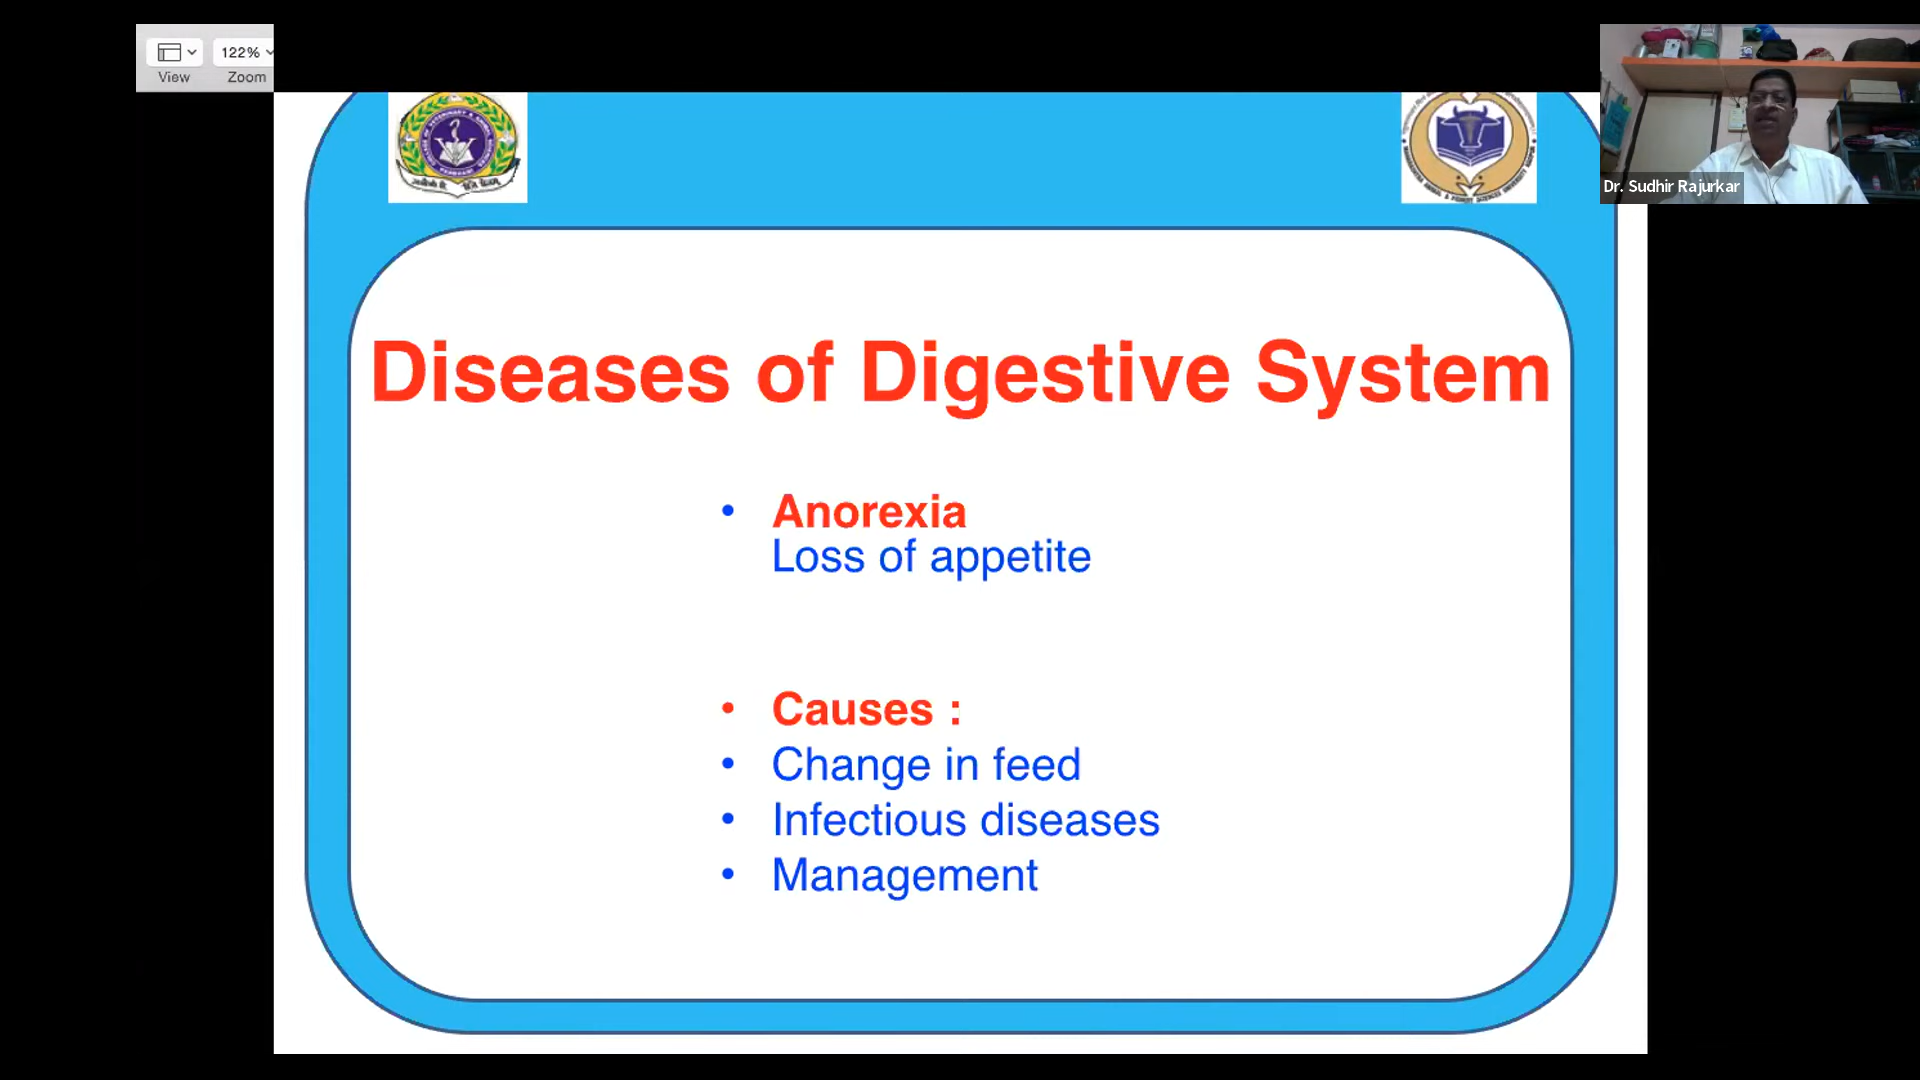 122%
View
Zoom
Dr. Sudhir Rajurkar
Diseases of Digestive System
• Anorexia
Loss of appetite
• Causes :
• Change in feed
• Infectious diseases
• Management